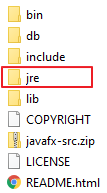 bin
db
include
jre
lib
COPYRIGHT
javafx-src.zip
LICENSE
README.html